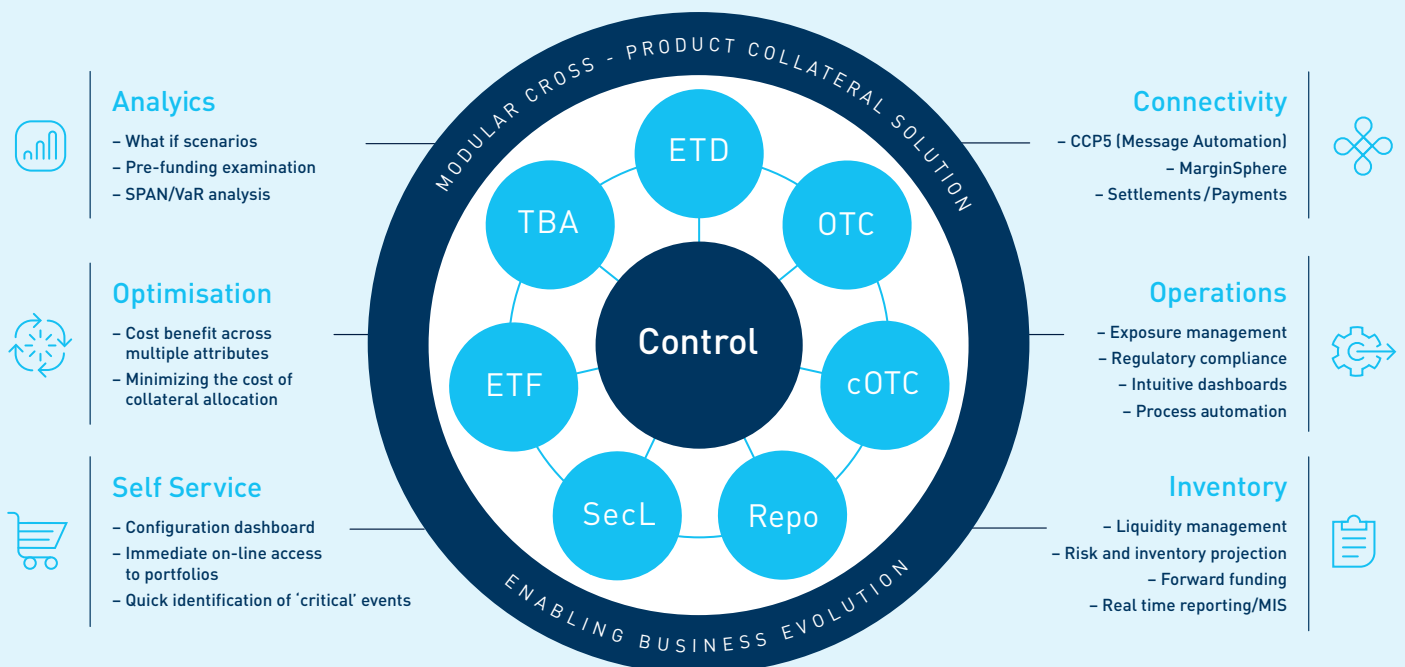 Analyics
– What if scenarios
– Pre-funding examination
– SPAN/VaR analysis
Optimisation
– Cost benefit across
multiple attributes
– Minimizing the cost of
collateral allocation
Self Service
– Configuration dashboard
– Immediate on-line access
to portfolios
– Quick identification of ‘critical’ events
MODULAR CROSS - PRODUCT COLLATERAL SOLUTION
ETD
TBA
OTC
Control
ETF
cOTC
SecL
Repo
ENABLING BUSINESS EVOLUTION
Connectivity
– CCP5 (Message Automation)
– MarginSphere
– Settlements/Payments
Operations
– Exposure management
– Regulatory compliance
– Intuitive dashboards
– Process automation
Inventory
– Liquidity management
– Risk and inventory projection
– Forward funding
– Real time reporting/MIS